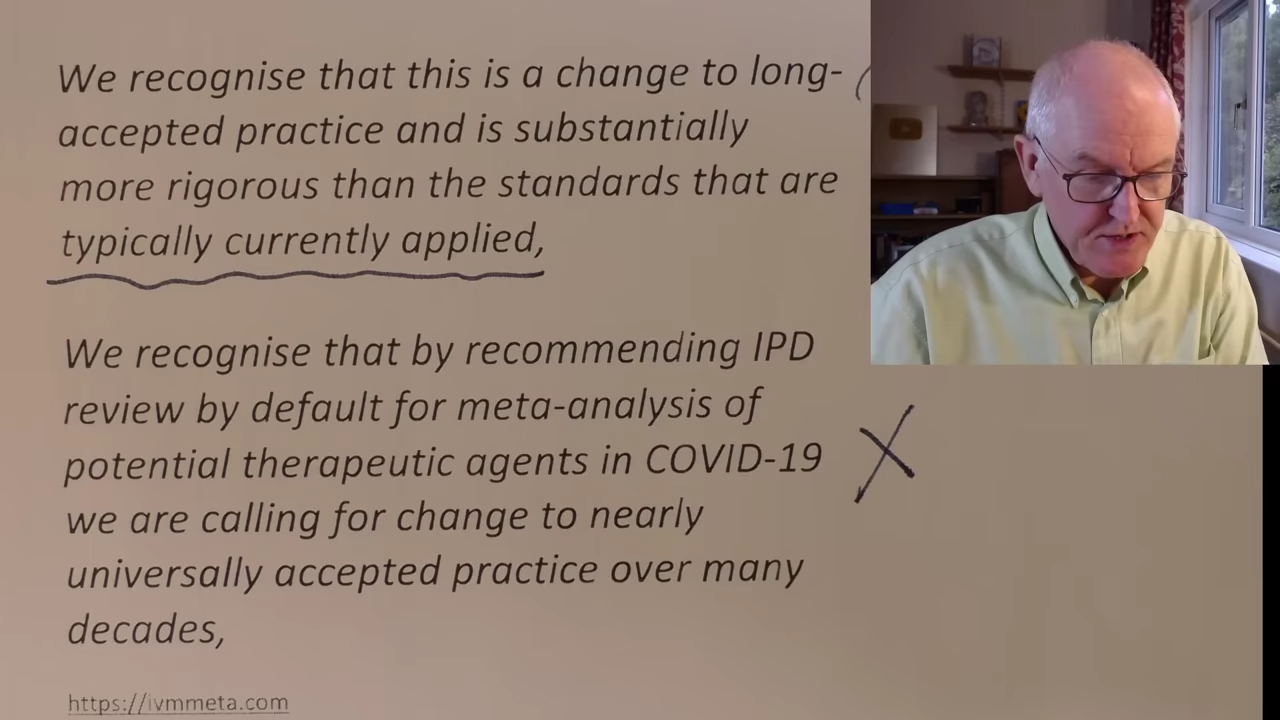 We recognise that this is a change to long-
accepted practice and is substantially
more rigorous than the standards that are
typically currently applied,
We recognise that by recommending IPD
review by default for meta-analysis of
potential therapeutic agents in COVID-19
we are calling for change to nearly
universally accepted practice over many
decades,
https://ivmmeta.com